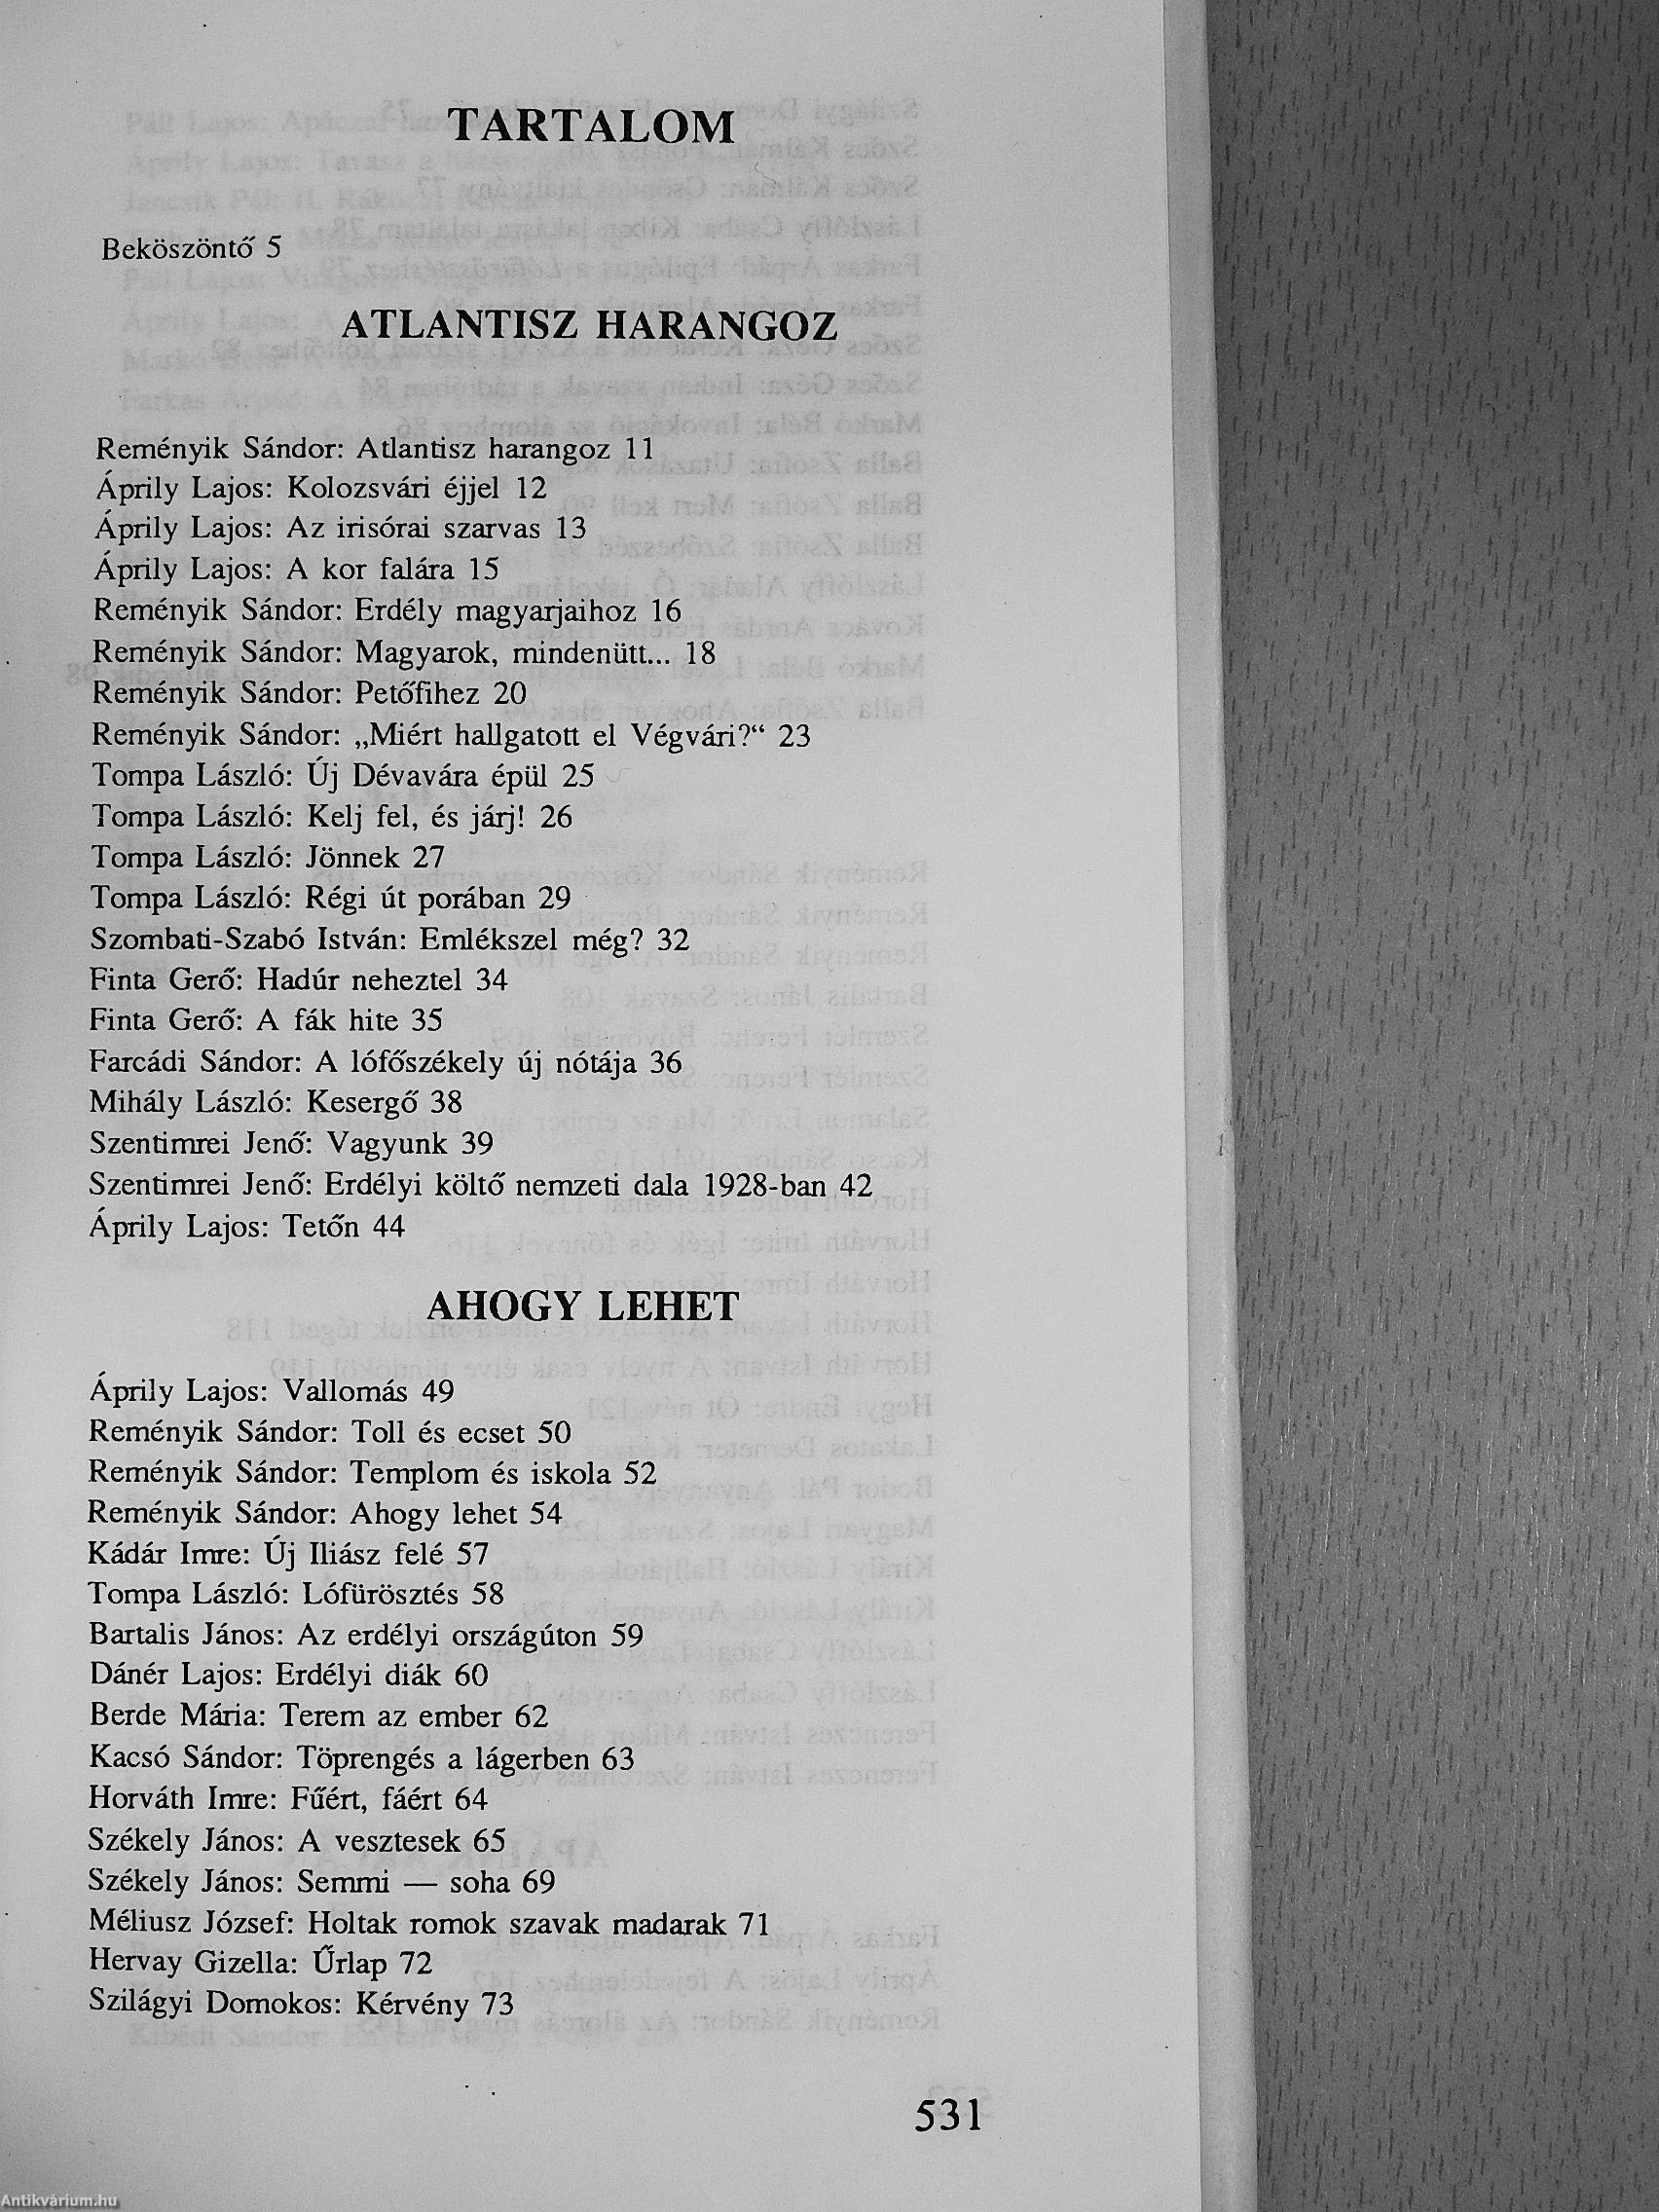 TARTALOM
Beköszöntő 5
ATLANTISZ HARANGOZ
Reményik Sándor: Atlantisz harangoz 11
Áprily Lajos: Kolozsvári éjjel 12
Áprily Lajos: Az irisórai szarvas 13
Áprily Lajos: A kor falára 15
Reményik Sándor: Erdély magyarjaihoz 16
Reményik Sándor: Magyarok, mindenütt... 18
Reményik Sándor: Petőfihez 20
Reményik Sándor: „Miért hallgatott el Végvári?“ 23
Tompa László: Új Dévavára épül 25
Tompa László: Kelj fel, és járj! 26
Tompa László: Jönnek 27
Tompa László: Régi út porában 29
Szombati-Szabó István: Emlékszel még? 32
Finta Gerő: Hadúr neheztel 34
Finta Gerő: A fák hite 35
Farcádi Sándor: A lófőszékely új nótája 36
Mihály László: Kesergő 38
Szentimrei Jenő: Vagyunk 39
Szentimrei Jenő: Erdélyi költő nemzeti dala 1928-ban 42
Áprily Lajos: Tetőn 44
AHOGY LEHET
Áprily Lajos: Vallomás 49
Reményik Sándor: Toll és ecset 50
Reményik Sándor: Templom és iskola 52
Reményik Sándor: Ahogy lehet 54
Kádár Imre: Új Iliász felé 57
Tompa László: Lófürösztés 58
Bartalis János: Az erdélyi országúton 59
Dánér Lajos: Erdélyi diák 60
Berde Mária: Terem az ember 62
Kacsó Sándor: Töprengés a lágerben 63
Horváth Imre: Fűért, fáért 64
Székely János: A vesztesek 65
Székely János: Semmi — soha 69
Méliusz József: Holtak romok szavak madarak 71
Hervay Gizella: Űrlap 72
Szilágyi Domokos: Kérvény 73
531
Antikvárium.hu